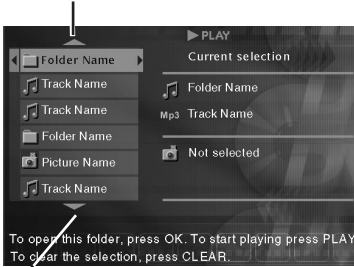 PLAY
Current selection
Folder Name
Track Name
Track Name
Folder Name
Picture Name
Track Name
Folder Name
Mp3 Track Name
Not selected
To open this folder, press OK. To start playing press PLAY
To clear the selection, press CLEAR.